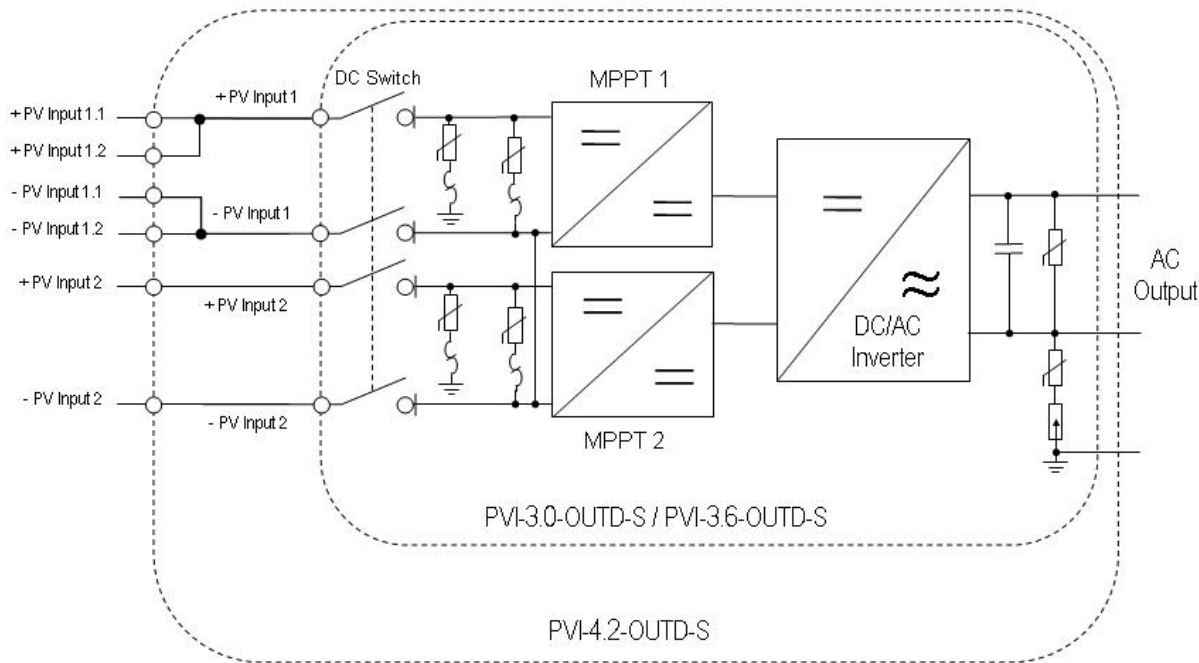 DC Switch
MPPT 1
+ PV Input 1.1
+ PV Input 1
+ PV Input 1.2
- PV Input 1.1
- PV Input 1
- PV Input 1.2
+ PV Input 2
+ PV Input 2
- PV Input 2
- PV Input 2
MPPT 2
DC/AC
Inverter
AC
Output
PVI-3.0-OUTD-S / PVI-3.6-OUTD-S
PVI-4.2-OUTD-S